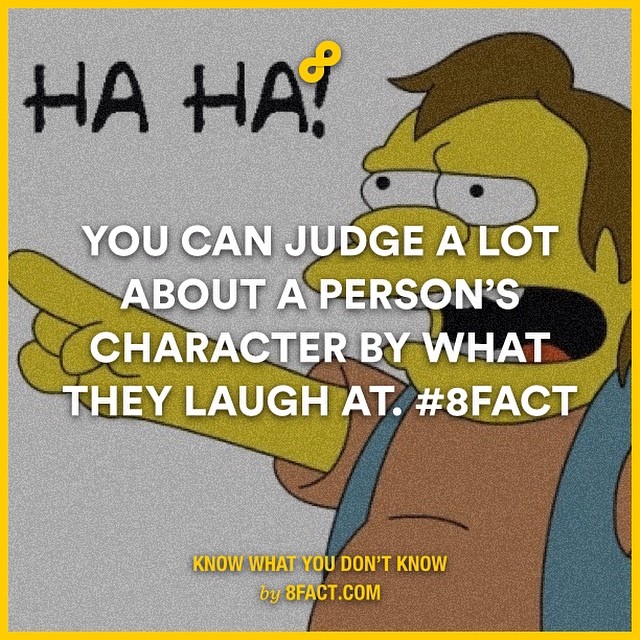 HA HA!
YOU CAN JUDGE A LOT
ABOUT A PERSON'S
CHARACTER BY WHAT
THEY LAUGH AT. #8FACT
KNOW WHAT YOU DON'T KNOW
by 8FACT.COM